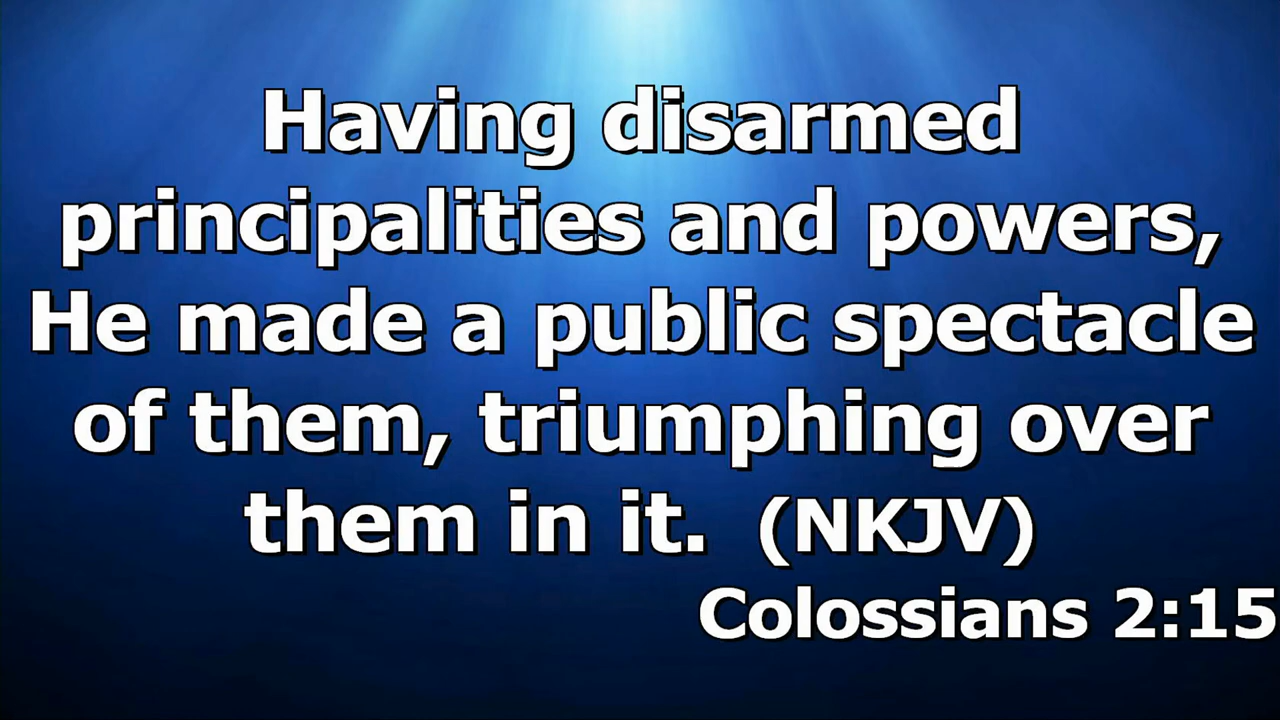 Having disarmed
principalities and powers,
He made a public spectacle
of them, triumphing over
them in it. (NKJV)
Colossians 2:15